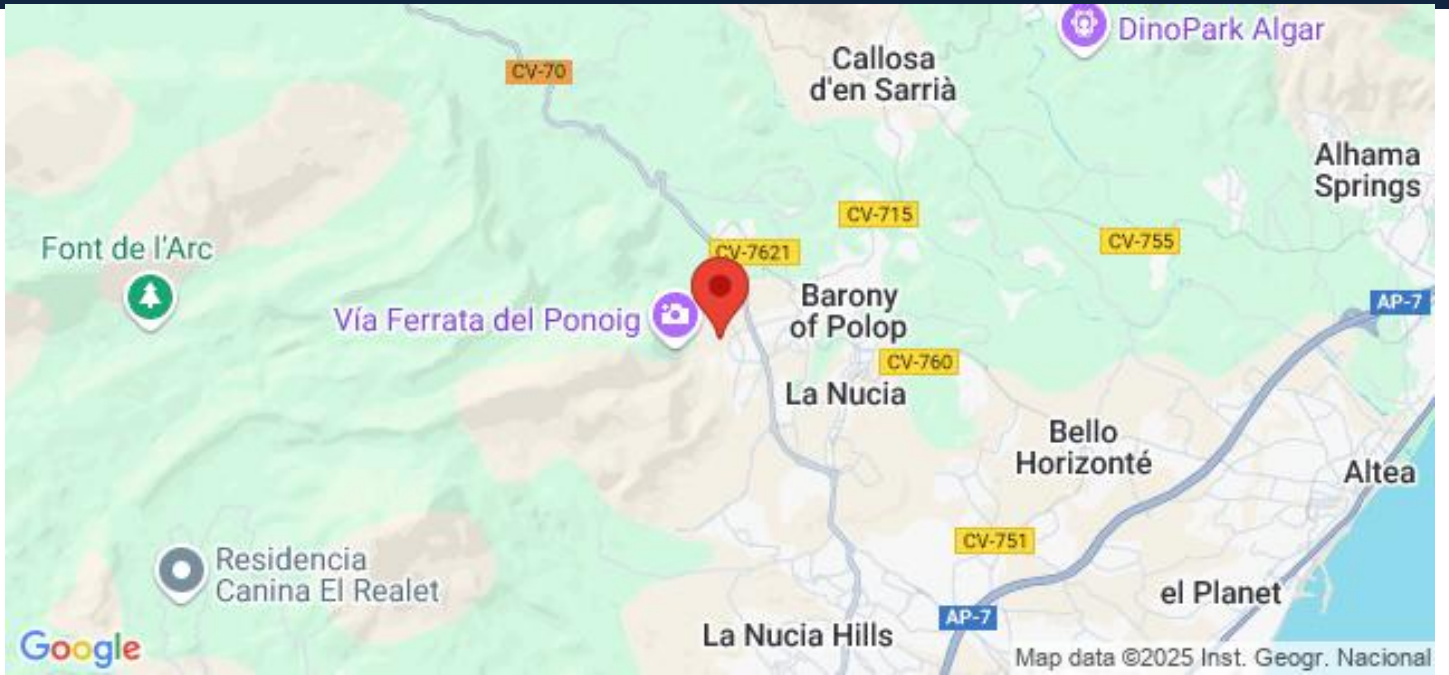 DinoPark Algar
Callosa
d'en Sarrià
CV-70
Alhama
Springs
CV-715
CV-755
Font de l'Arc
CV-7621
AP-7
Vía Ferrata del Ponoig
Barony
of Polop
CV-760
La Nucia
Bello
Horizonté
Altea
CV-751
Residencia
Canina El Realet
el Planet
AP-7
La Nucia Hills
Google
Map data ©2025 Inst. Geogr. Nacional